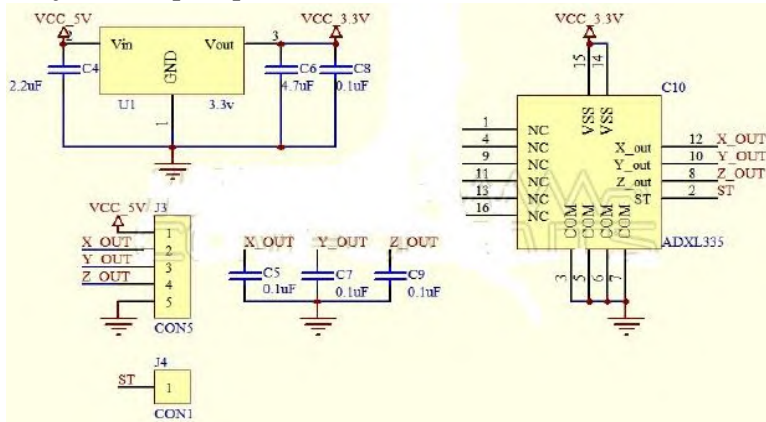 VCC_5V
VCC_3.3V
2
Vin
Vout
3
GND
C4
2.2uF
C6
4.7uF
C8
0.1uF
U1
3.3v
1
VCC_3.3V
15
14
C10
VSS
VSS
1
NC
4
NC
9
NC
11
NC
13
NC
16
NC
X_out
12
X_OUT
Y_out
10
Y_OUT
Z_out
8
Z_OUT
ST
2
ST
COM
COM
COM
COM
ADXL335
3
5
6
7
VCC_5V
J3
1
X_OUT
2
Y_OUT
3
Z_OUT
4
5
CON5
X_OUT
Y_OUT
Z_OUT
C5
0.1uF
C7
0.1uF
C9
0.1uF
J4
ST
1
CON1